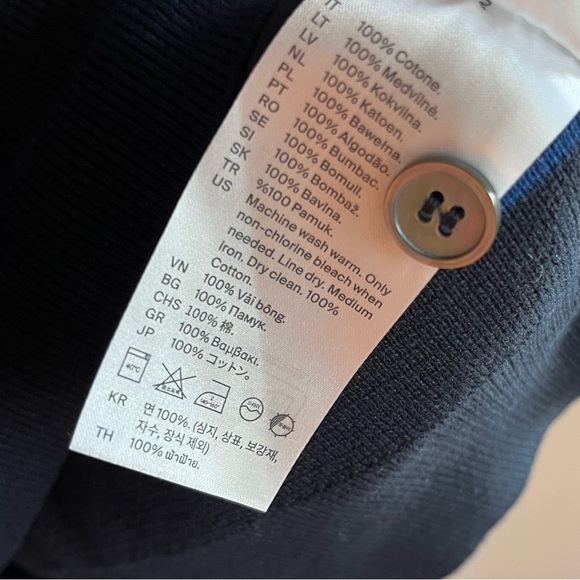 IT 100% Cotone.
LT 100% Medvilnė.
LV 100% Kokvilna.
NL 100% Katoen.
PL 100% Bawełna.
PT 100% Algodão.
RO 100% Bumbac.
SE 100% Bomull.
SI 100% Bombaž.
SK 100% Bavlna.
TR %100 Pamuk.
US Machine wash warm. Only
non-chlorine bleach when
needed. Line dry. Medium
iron. Dry clean. 100%
Cotton.
VN 100% Vải bông.
BG 100% Памук.
CHS 100% 棉.
GR 100% Βαμβακι.
JP 100% コットン。
40℃
KR 면 100%. (심지, 상표, 보강재,
자수, 장식 제외)
TH 100% ผ้าฝ้าย.